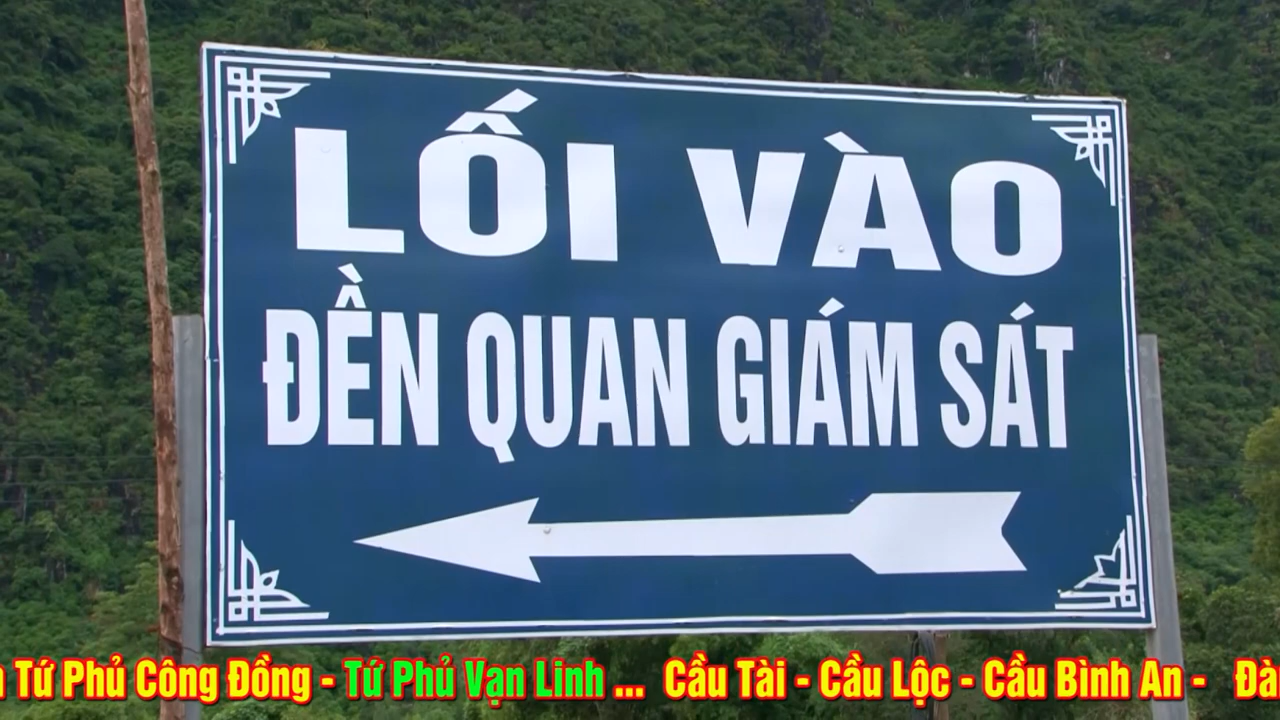 LỐI VÀO
ĐỀN QUAN GIÁM SÁT
Tứ Phủ Công Đồng - Tứ Phủ Vạn Linh ... Cầu Tài - Cầu Lộc - Cầu Bình An -